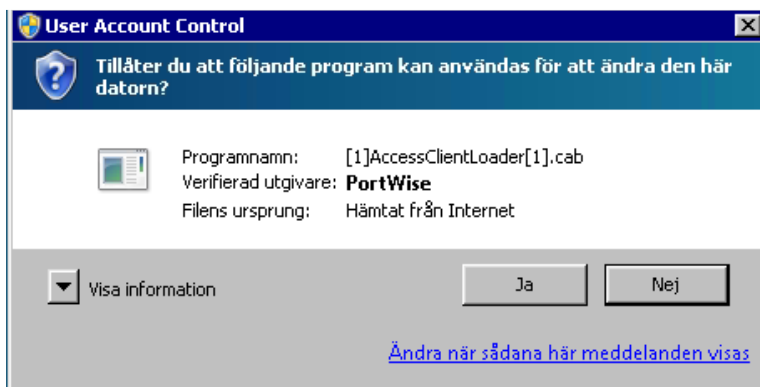 User Account Control
Tillåter du att följande program kan användas för att ändra den här
datorn?
Programnamn: [1]AccessClientLoader[1].cab
Verifierad utgivare: PortWise
Filens ursprung: Hämtat från Internet
Visa information
Ja
Nej
Ändra när sådana här meddelanden visas